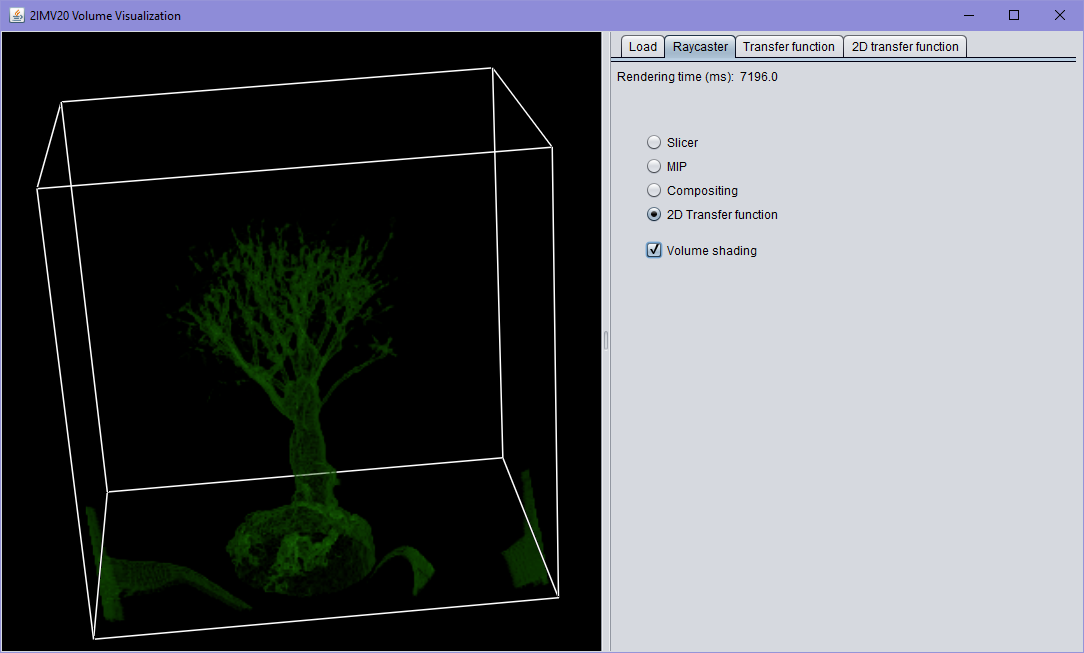 2IMV20 Volume Visualization
Load Raycaster Transfer function 2D transfer function
Rendering time (ms): 7196.0
Slicer
MIP
Compositing
2D Transfer function
Volume shading